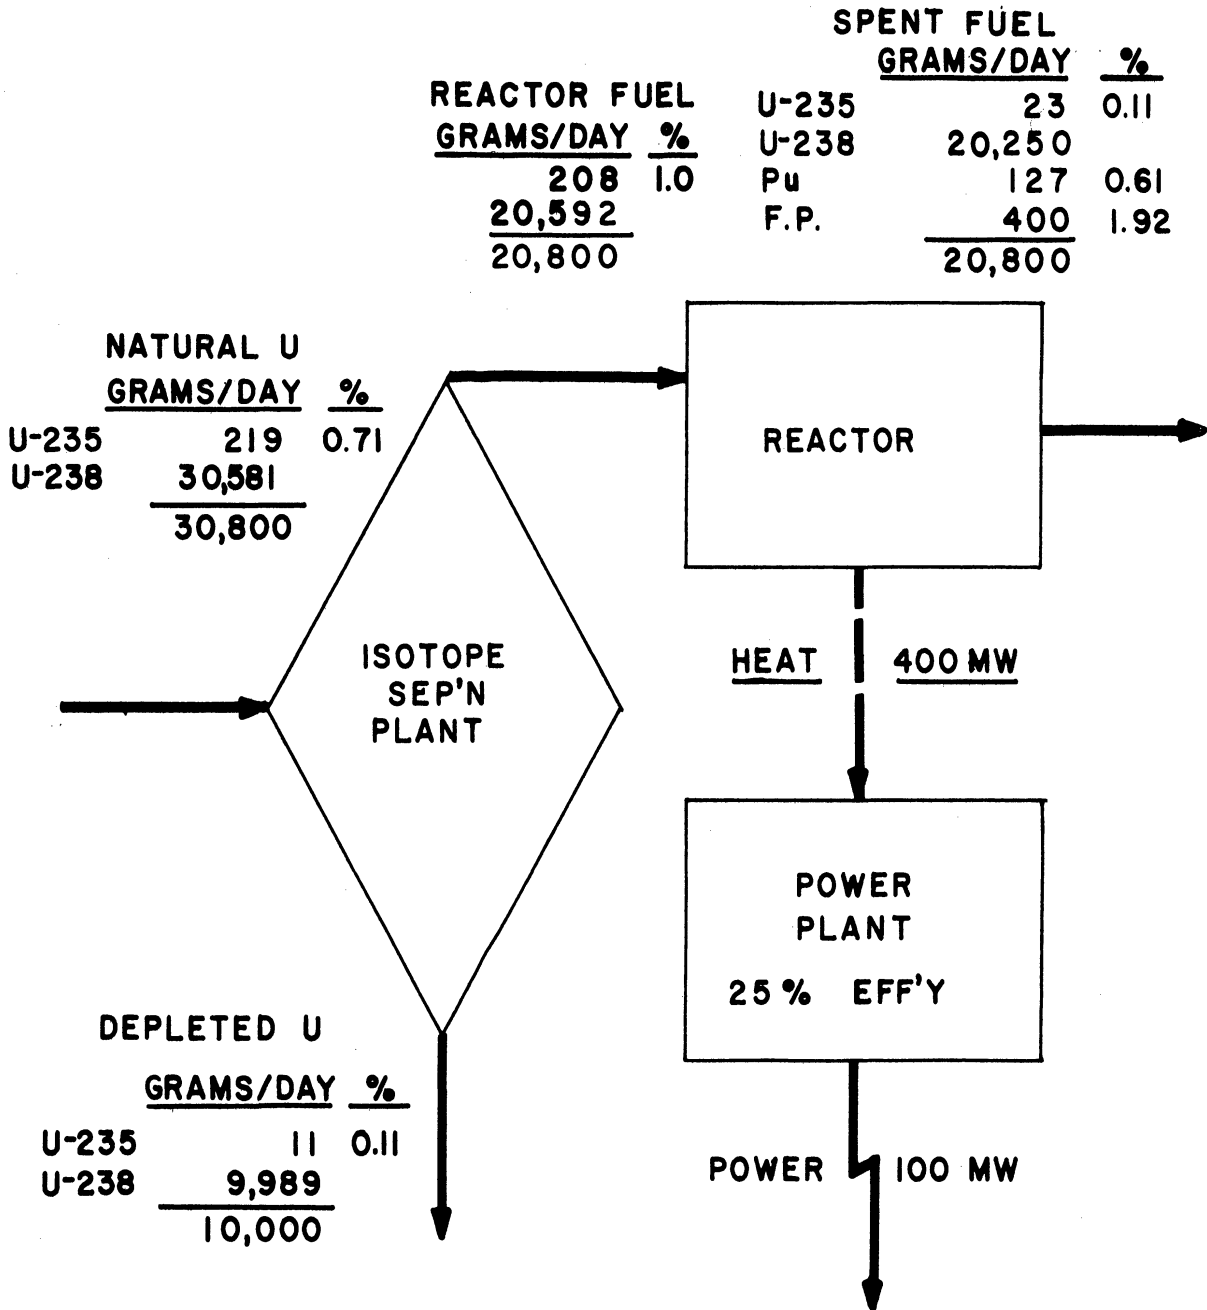 SPENT FUEL
GRAMS/DAY %
U-235 23 0.11
U-238 20,250
Pu 127 0.61
F.P. 400 1.92
20,800
REACTOR FUEL
GRAMS/DAY %
208 1.0
20,592
20,800
NATURAL U
GRAMS/DAY %
U-235 219 0.71
U-238 30,581
30,800
REACTOR
ISOTOPE
SEP'N
PLANT
HEAT 400 MW
POWER
PLANT
25 % EFF'Y
DEPLETED U
GRAMS/DAY %
U-235 11 0.11
U-238 9,989
10,000
POWER 100 MW